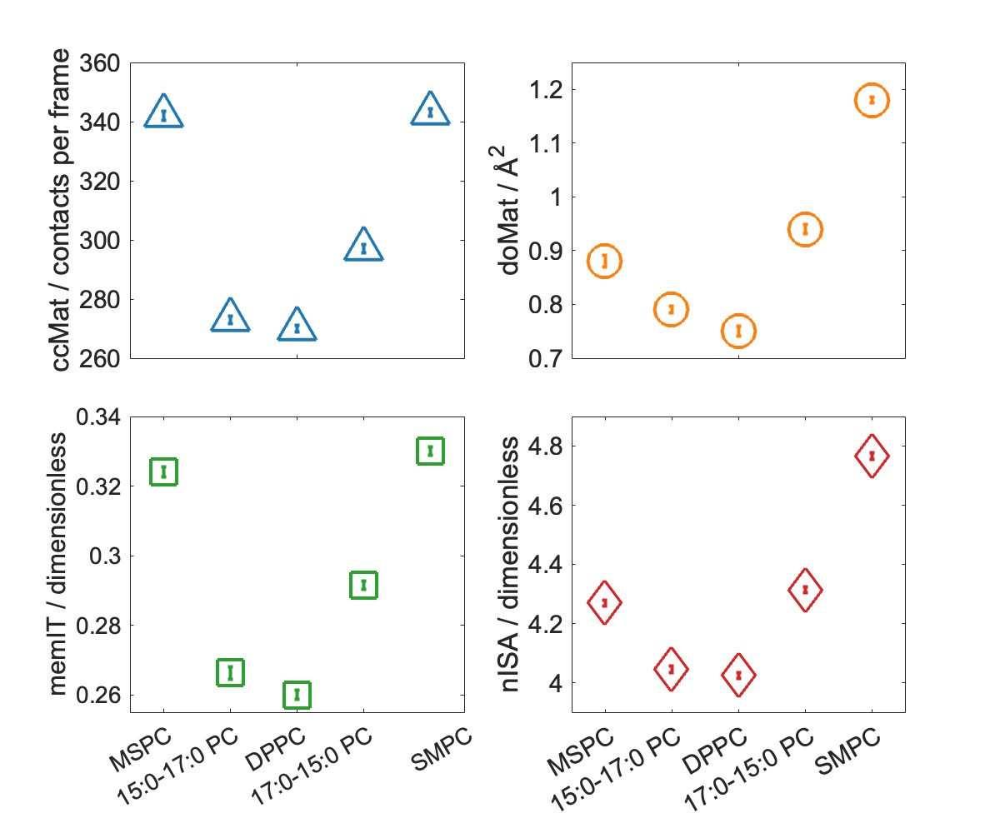 ccMat / contacts per frame
360
340
320
300
280
260
doMat / Å²
1.2
1.1
1
0.9
0.8
0.7
memIT / dimensionless
0.34
0.32
0.3
0.28
0.26
MSPC
15:0-17:0 PC
DPPC
17:0-15:0 PC
SMPC
nISA / dimensionless
4.8
4.6
4.4
4.2
4
MSPC
15:0-17:0 PC
DPPC
17:0-15:0 PC
SMPC